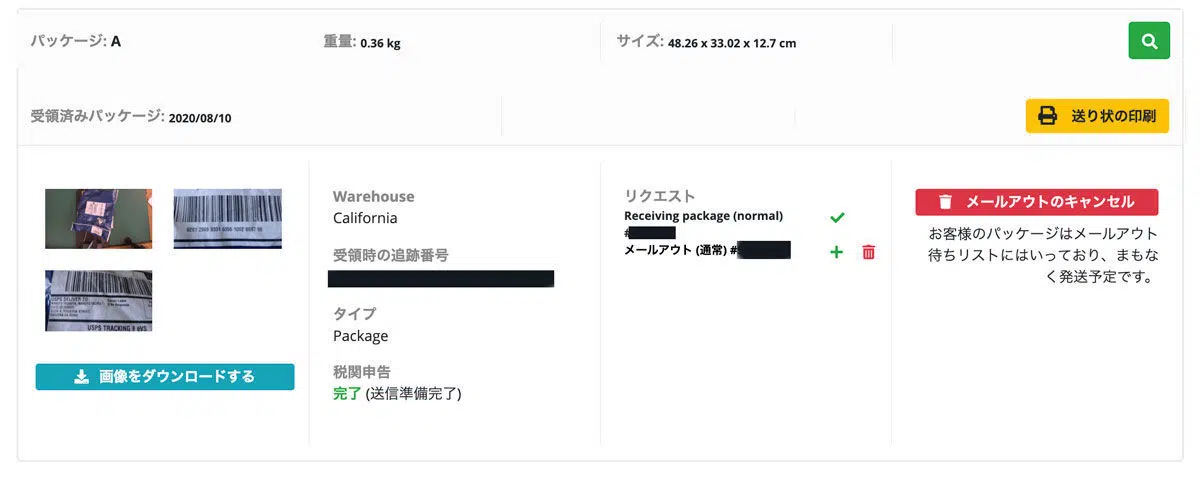 パッケージ: A
重量: 0.36 kg
サイズ: 48.26 x 33.02 x 12.7 cm
受領済みパッケージ: 2020/08/10
送り状の印刷
USPS DELIVER TO
USPS TRACKING # eVS
画像をダウンロードする
Warehouse
California
受領時の追跡番号
タイプ
Package
税関申告
完了 (送信準備完了)
リクエスト
Receiving package (normal)
#
メールアウト (通常) #
メールアウトのキャンセル
お客様のパッケージはメールアウト
待ちリストにはいっており、まもな
く発送予定です。